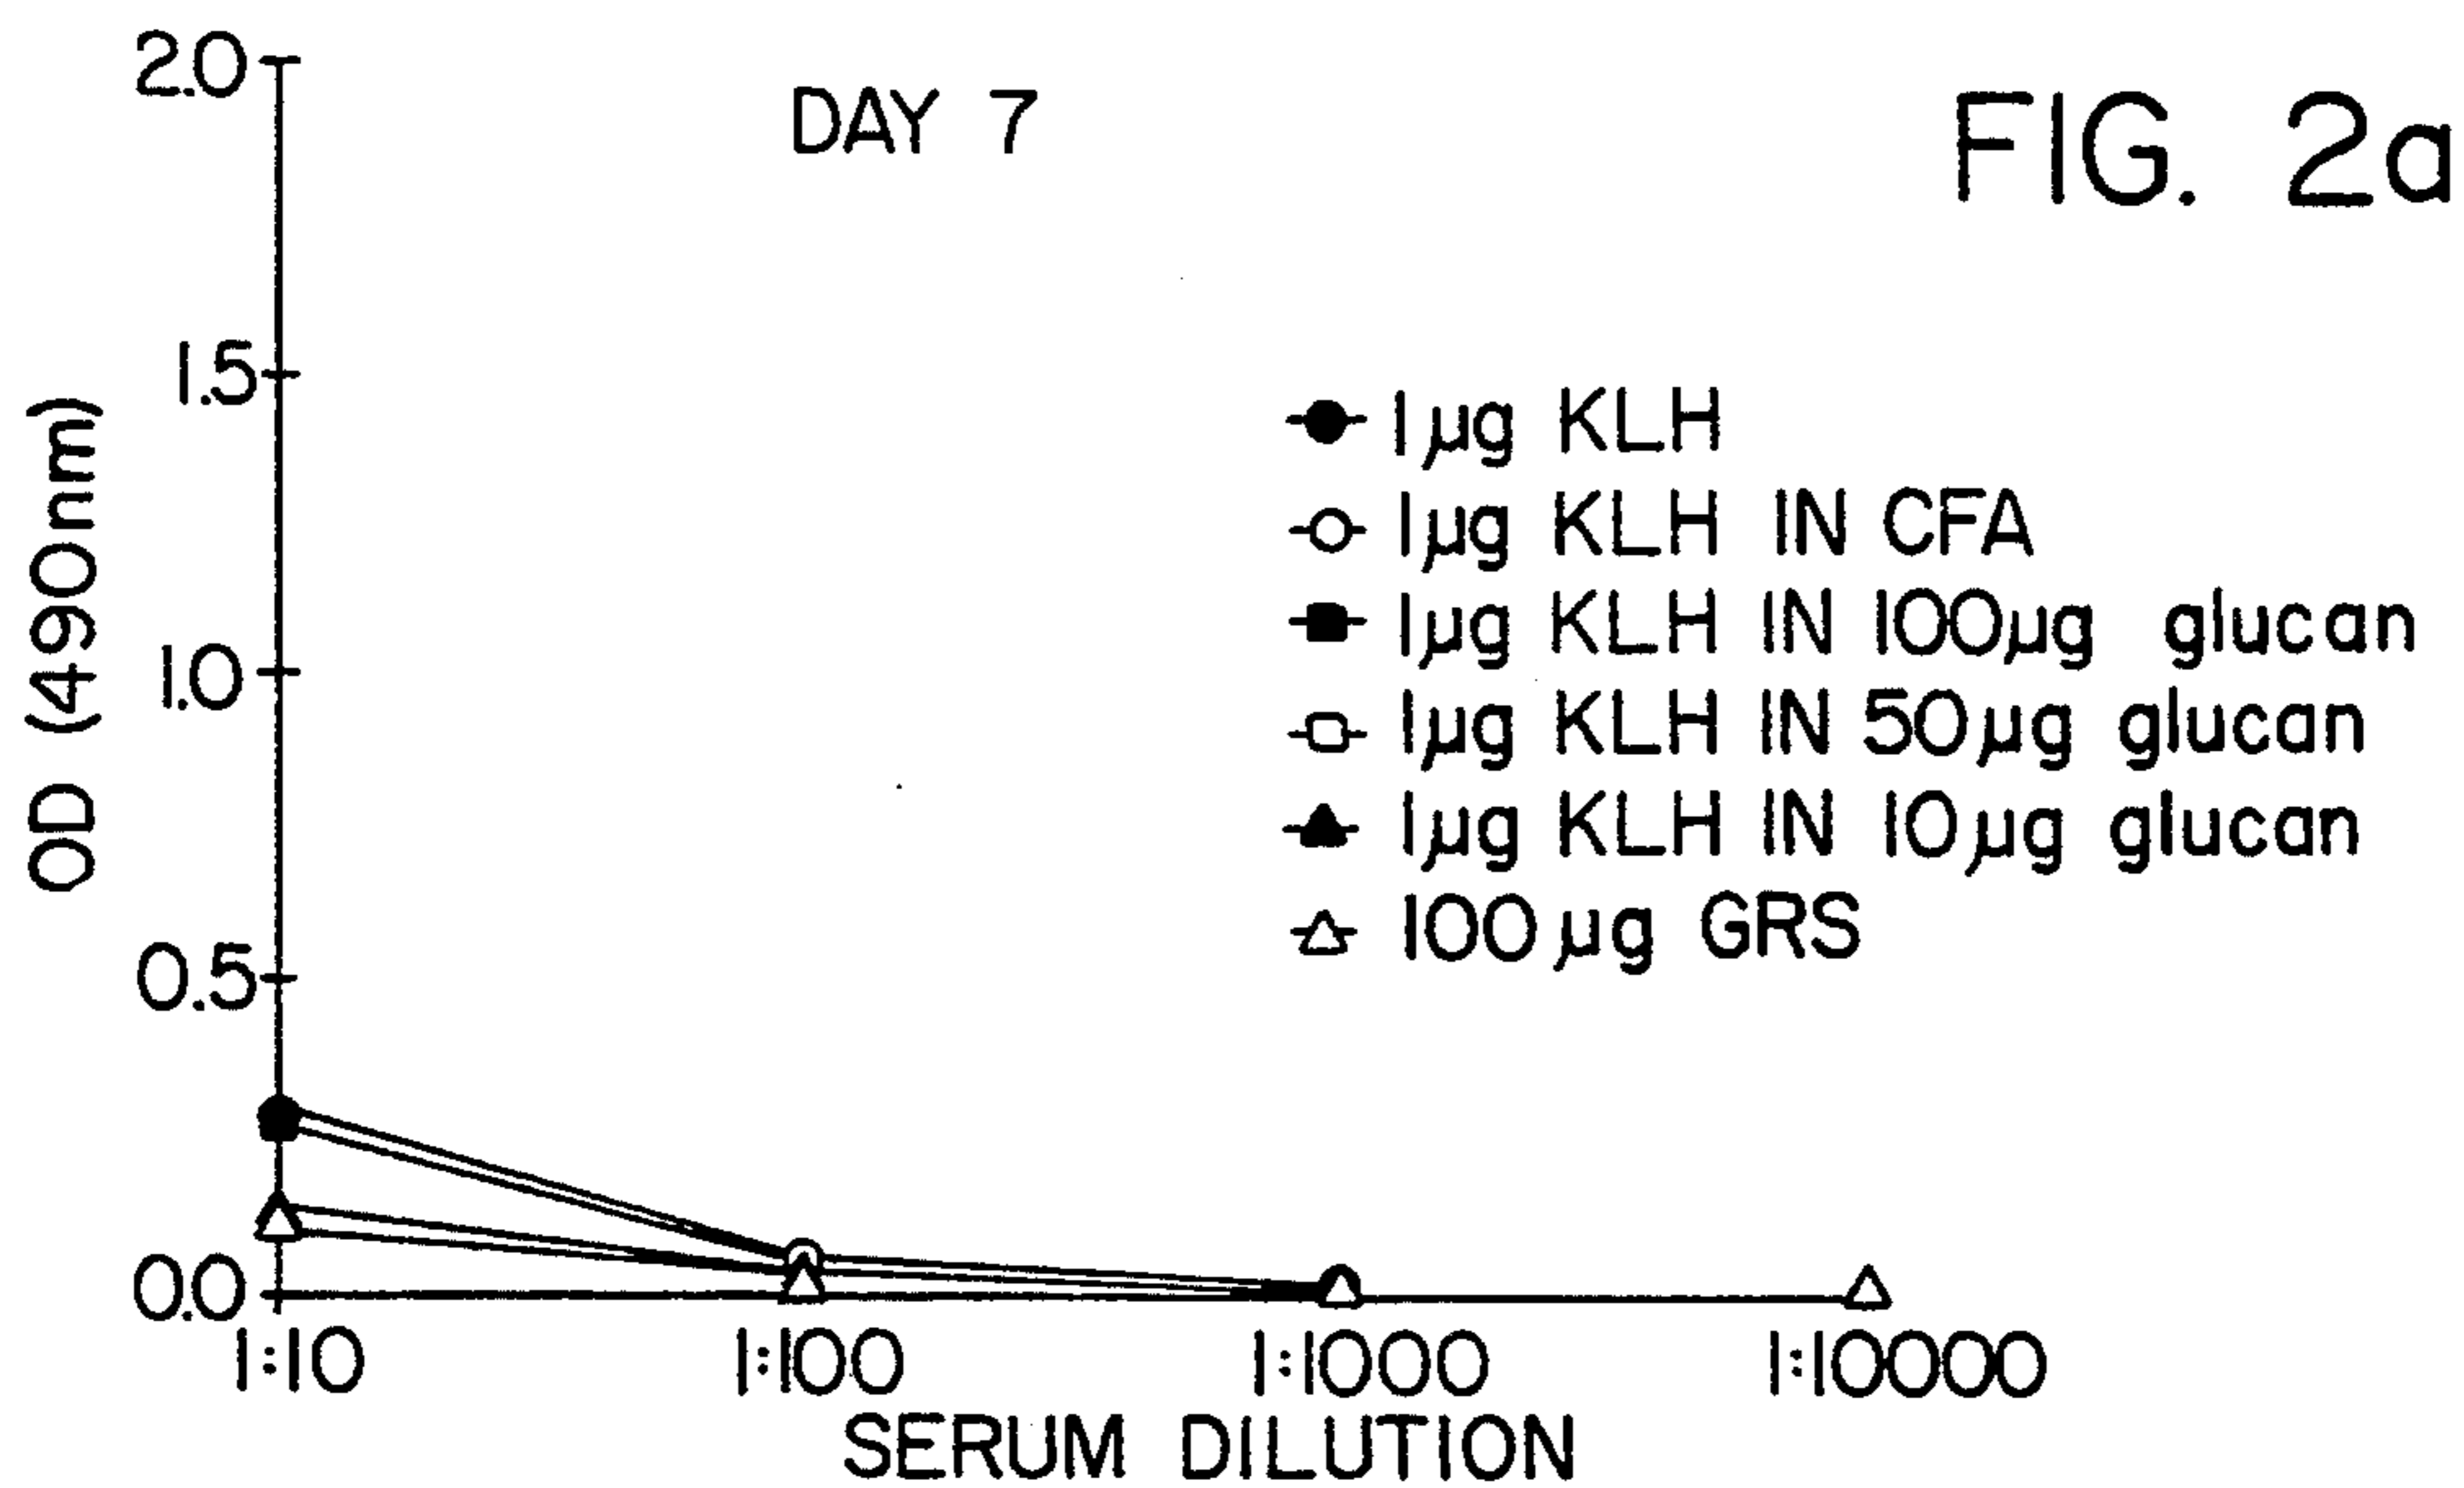 DAY 7
FIG. 2a
OD (490nm)
2.0
1.5
1.0
0.5
0.0
1µg KLH
1µg KLH IN CFA
1µg KLH IN 100µg glucan
1µg KLH IN 50µg glucan
1µg KLH IN 10µg glucan
100µg GRS
1:10 1:100 1:1000 1:10000
SERUM DILUTION